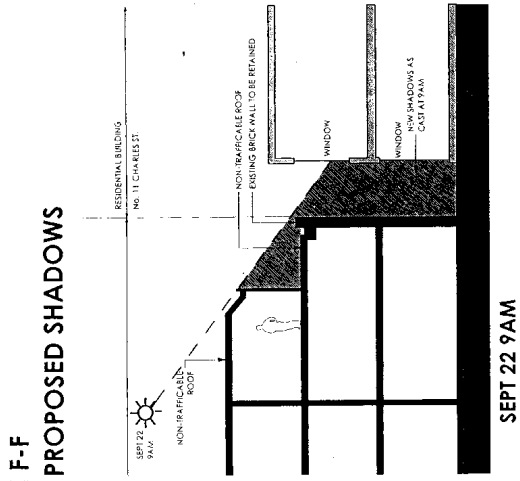 F-F
PROPOSED SHADOWS
RESIDENTIAL BUILDING
No. 11 CHARLES ST.
SEPT 22
9AM
NON-TRAFFICABLE
ROOF
NON-TRAFFICABLE ROOF
EXISTING BRICK WALL TO BE RETAINED
WINDOW
WINDOW
NEW SHADOWS AS
CAST AT 9AM
SEPT 22 9AM